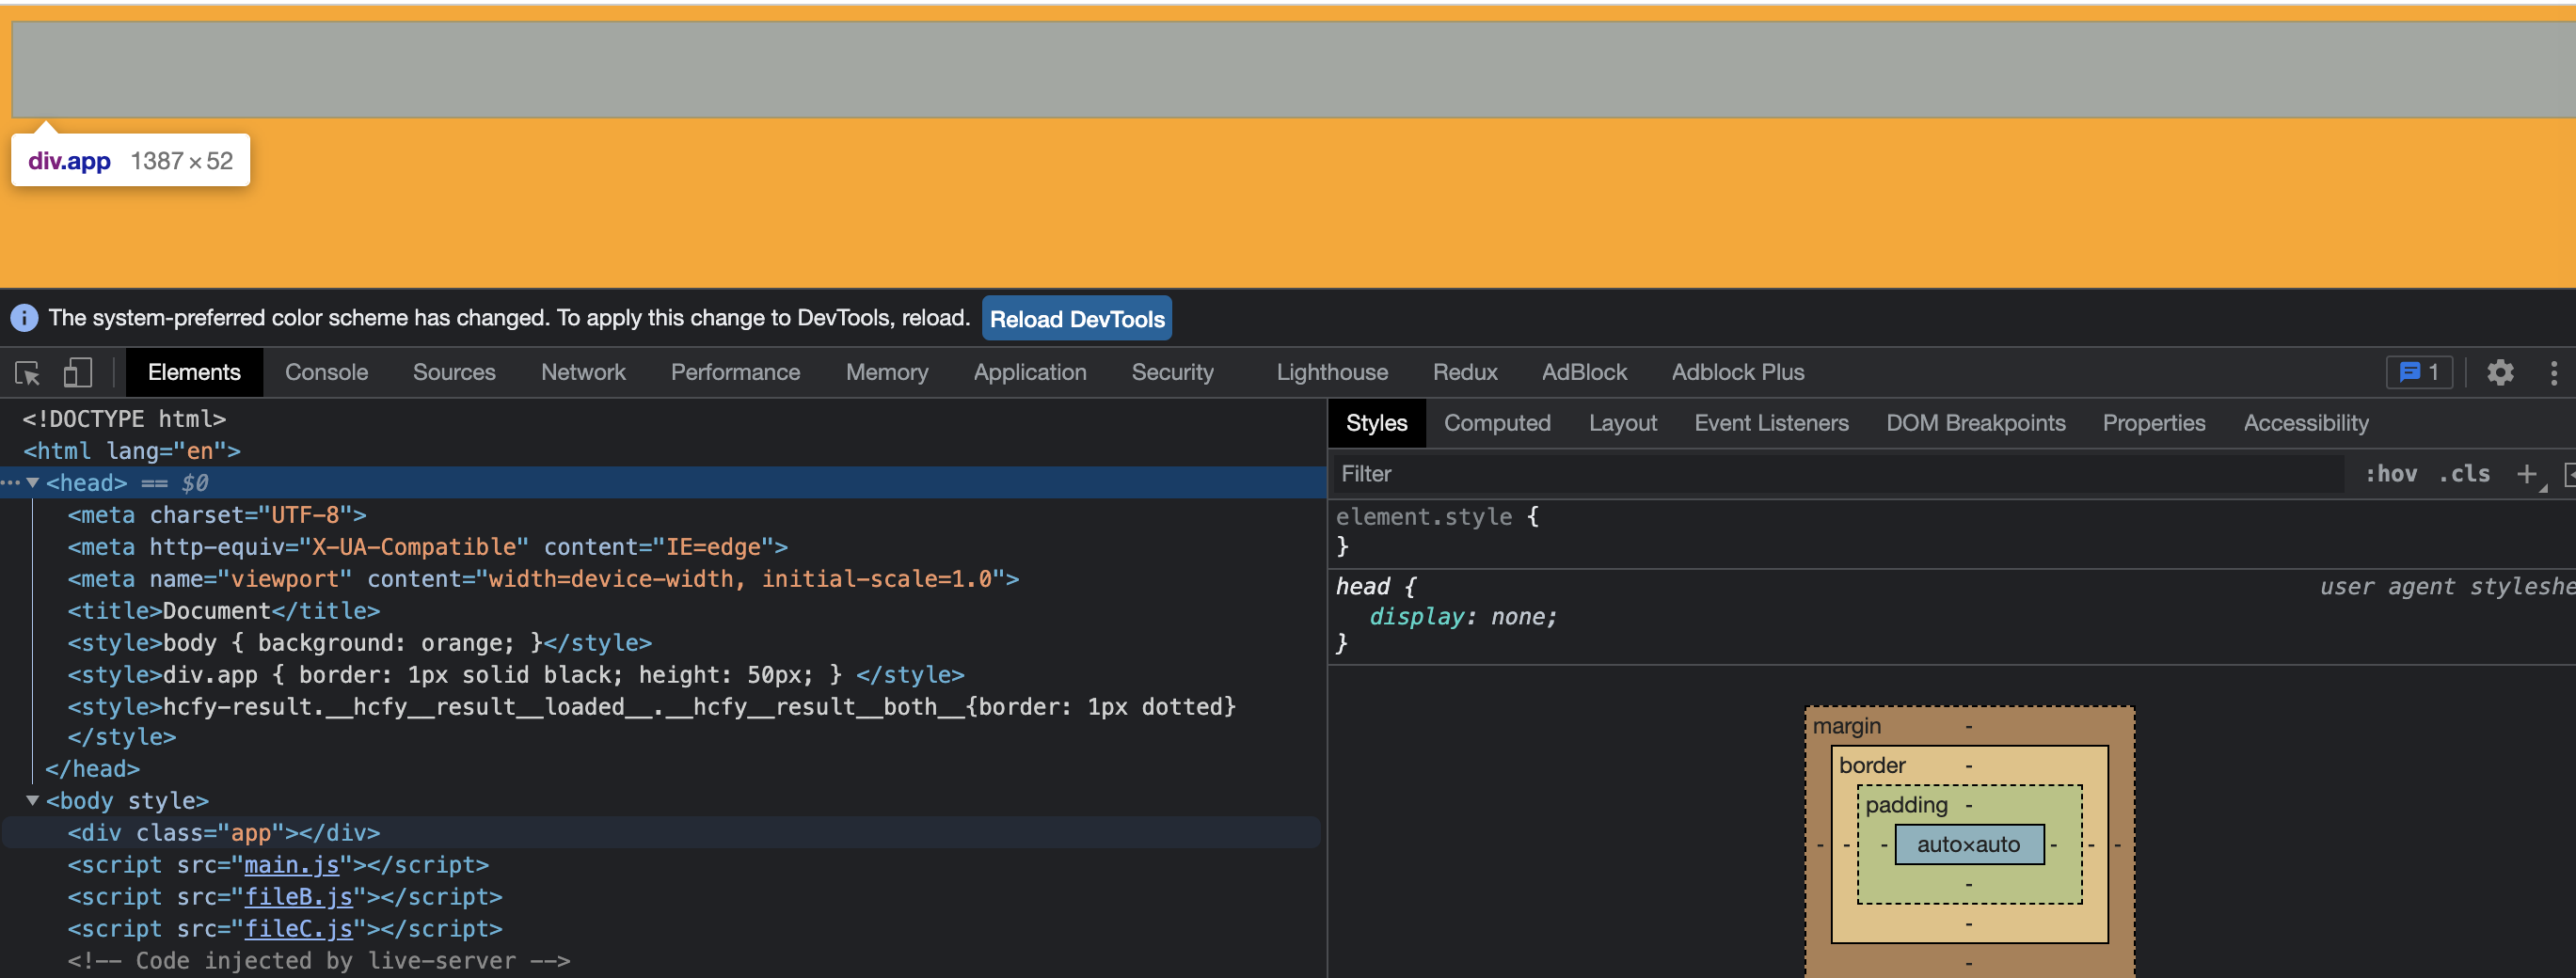 div.app 1387 × 52
The system-preferred color scheme has changed. To apply this change to DevTools, reload. Reload DevTools
Elements Console Sources Network Performance Memory Application Security Lighthouse Redux AdBlock Adblock Plus 1
<!DOCTYPE html>
<html lang="en">
<head> == $0
<meta charset="UTF-8">
<meta http-equiv="X-UA-Compatible" content="IE=edge">
<meta name="viewport" content="width=device-width, initial-scale=1.0">
<title>Document</title>
<style>body { background: orange; }</style>
<style>div.app { border: 1px solid black; height: 50px; } </style>
<style>hcfy-result.__hcfy__result__loaded__.__hcfy__result__both__{border: 1px dotted}
</style>
</head>
<body style>
<div class="app"></div>
<script src="main.js"></script>
<script src="fileB.js"></script>
<script src="fileC.js"></script>
<!-- Code injected by live-server -->
Styles Computed Layout Event Listeners DOM Breakpoints Properties Accessibility
Filter :hov .cls +
element.style {
}
head { user agent styleshe
display: none;
}
margin -
border -
padding -
- - - auto×auto - - -
-
-
-